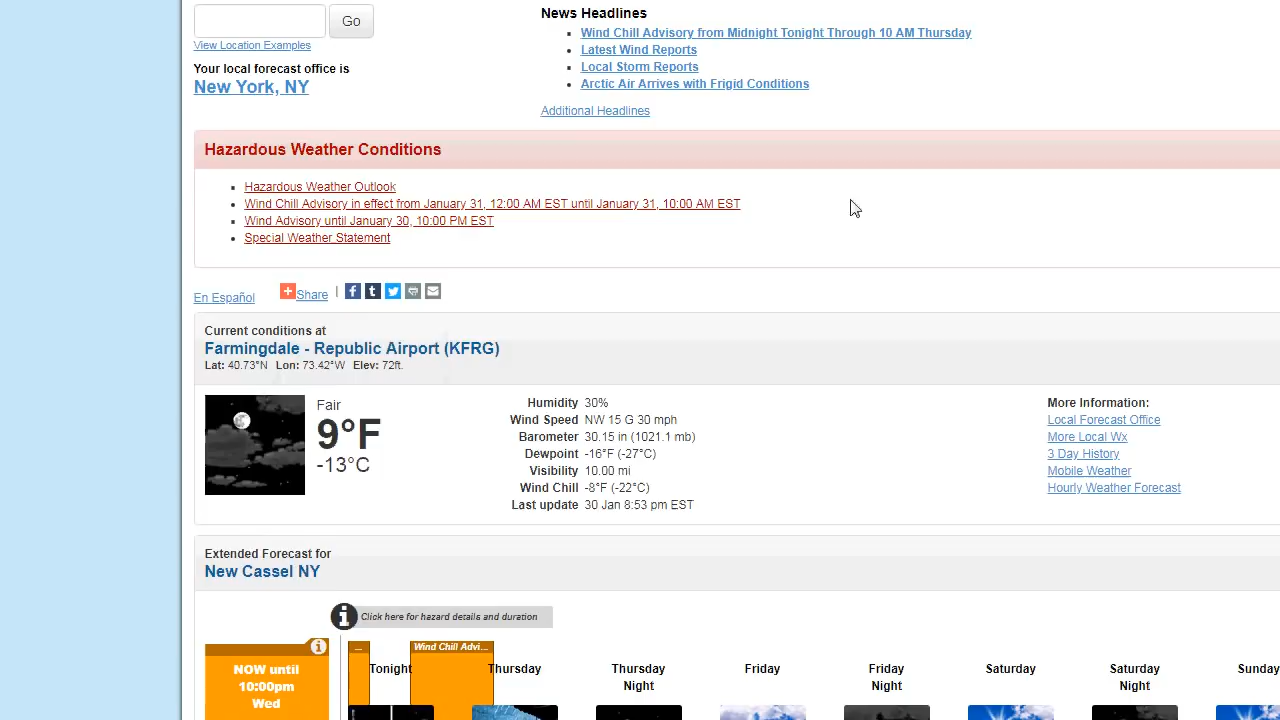 Go
View Location Examples
Your local forecast office is
New York, NY
News Headlines
Wind Chill Advisory from Midnight Tonight Through 10 AM Thursday
Latest Wind Reports
Local Storm Reports
Arctic Air Arrives with Frigid Conditions
Additional Headlines
Hazardous Weather Conditions
Hazardous Weather Outlook
Wind Chill Advisory in effect from January 31, 12:00 AM EST until January 31, 10:00 AM EST
Wind Advisory until January 30, 10:00 PM EST
Special Weather Statement
En Español
Share |
Current conditions at
Farmingdale - Republic Airport (KFRG)
Lat: 40.73°N Lon: 73.42°W Elev: 72ft.
Fair
9°F
-13°C
Humidity 30%
Wind Speed NW 15 G 30 mph
Barometer 30.15 in (1021.1 mb)
Dewpoint -16°F (-27°C)
Visibility 10.00 mi
Wind Chill -8°F (-22°C)
Last update 30 Jan 8:53 pm EST
More Information:
Local Forecast Office
More Local Wx
3 Day History
Mobile Weather
Hourly Weather Forecast
Extended Forecast for
New Cassel NY
Click here for hazard details and duration
NOW until
10:00pm
Wed
...
Wind Chill Advi...
Tonight
Thursday
Thursday
Night
Friday
Friday
Night
Saturday
Saturday
Night
Sunday